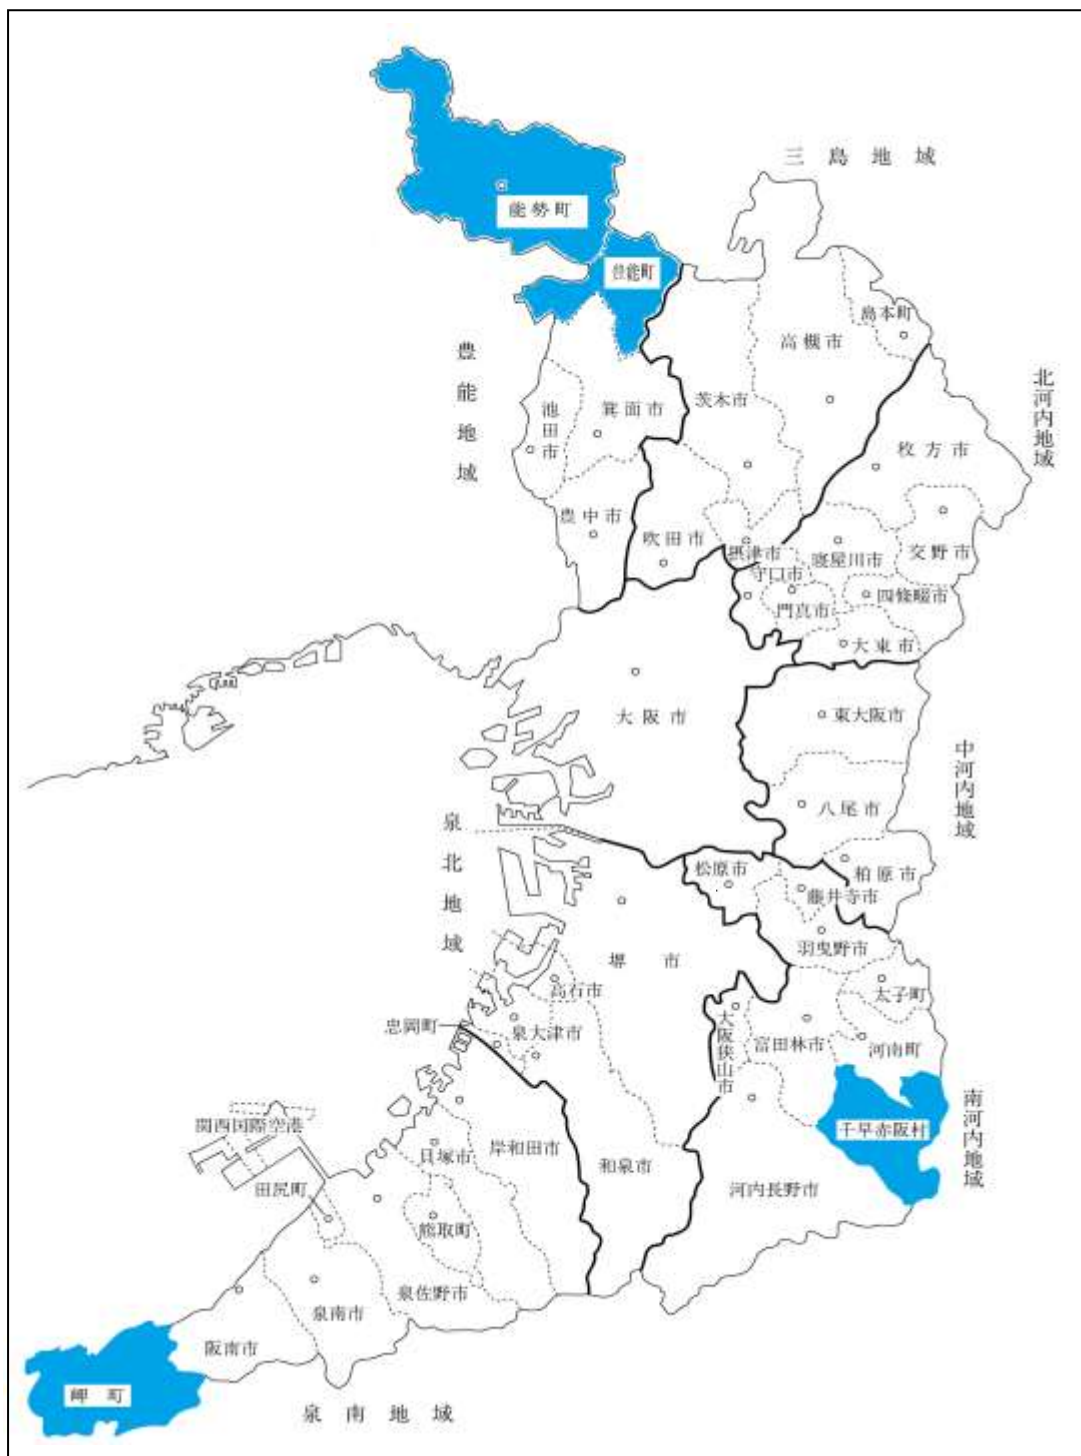 三島地域
能勢町
豊能町
島本町
高槻市
豊能地域
北河内地域
茨木市
池田市
箕面市
枚方市
豊中市
吹田市
摂津市
寝屋川市
交野市
守口市
門真市
四條畷市
大東市
大阪市
東大阪市
中河内地域
八尾市
泉北地域
松原市
柏原市
藤井寺市
羽曳野市
堺市
高石市
太子町
忠岡町
泉大津市
大阪狭山市
富田林市
河南町
南河内地域
関西国際空港
千早赤阪村
岸和田市
貝塚市
和泉市
河内長野市
田尻町
熊取町
泉佐野市
泉南市
阪南市
岬町
泉南地域